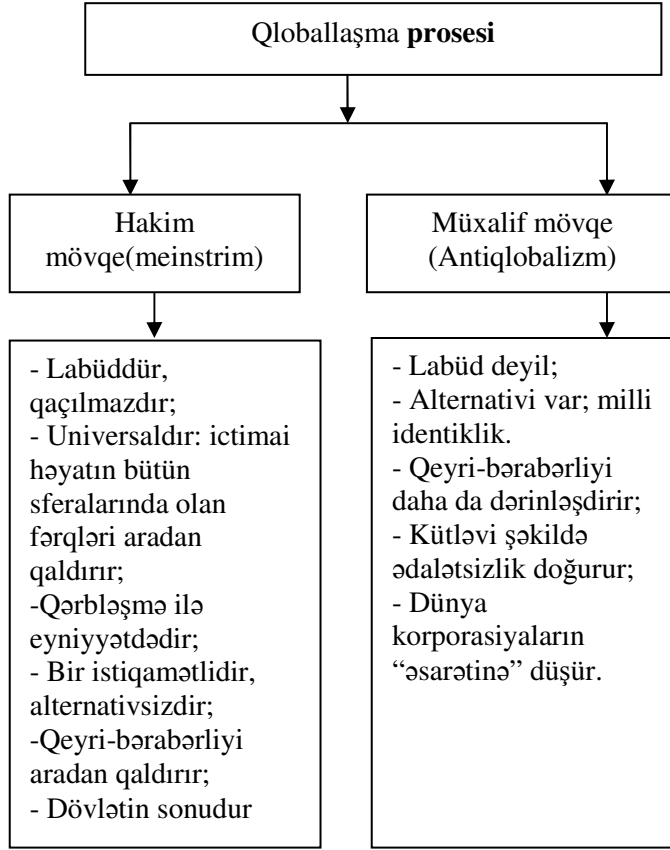 Qloballaşma prosesi
Hakim
mövqe(meinstrim)
Müxalif mövqe
(Antiqlobalizm)
- Labüddür,
qaçılmazdır;
- Universaldır: ictimai
həyatın bütün
sferalarında olan
fərqləri aradan
qaldırır;
-Qərbləşmə ilə
eyniyyətdədir;
- Bir istiqamətlidir,
alternativsizdir;
-Qeyri-bərabərliyi
aradan qaldırır;
- Dövlətin sonudur
- Labüd deyil;
- Alternativi var; milli
identiklik.
- Qeyri-bərabərliyi
daha da dərinləşdirir;
- Kütləvi şəkildə
ədalətsizlik doğurur;
- Dünya
korporasiyaların
“əsarətinə” düşür.